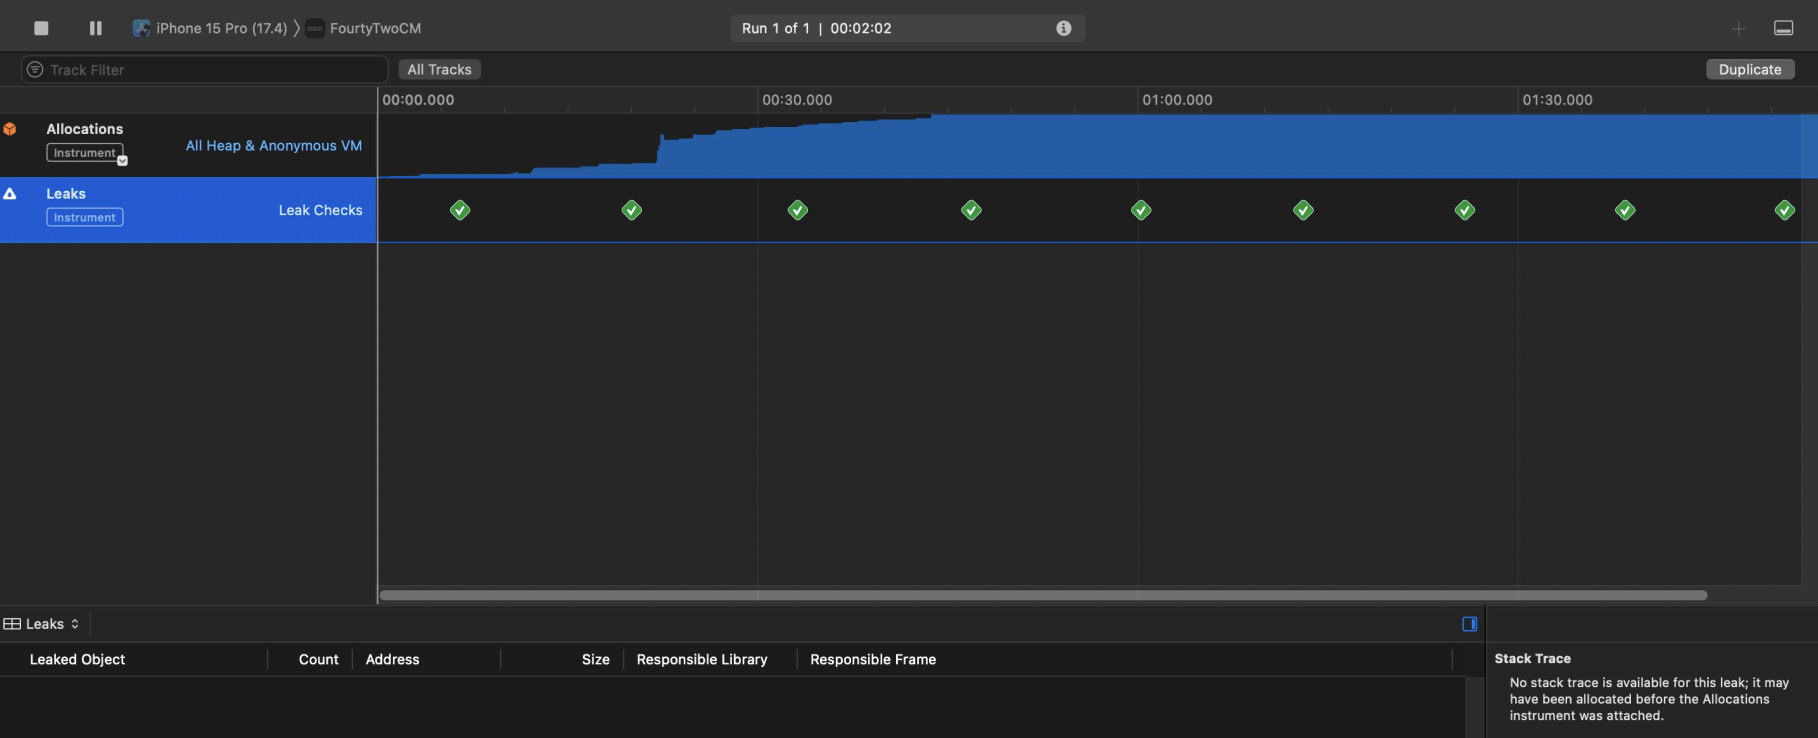 iPhone 15 Pro (17.4) 〉 FourtyTwoCM
Run 1 of 1 | 00:02:02
Track Filter
All Tracks
Duplicate
00:00.000
00:30.000
01:00.000
01:30.000
Allocations
Instrument
All Heap & Anonymous VM
Leaks
Instrument
Leak Checks
Leaks
Leaked Object
Count
Address
Size
Responsible Library
Responsible Frame
Stack Trace
No stack trace is available for this leak; it may
have been allocated before the Allocations
instrument was attached.